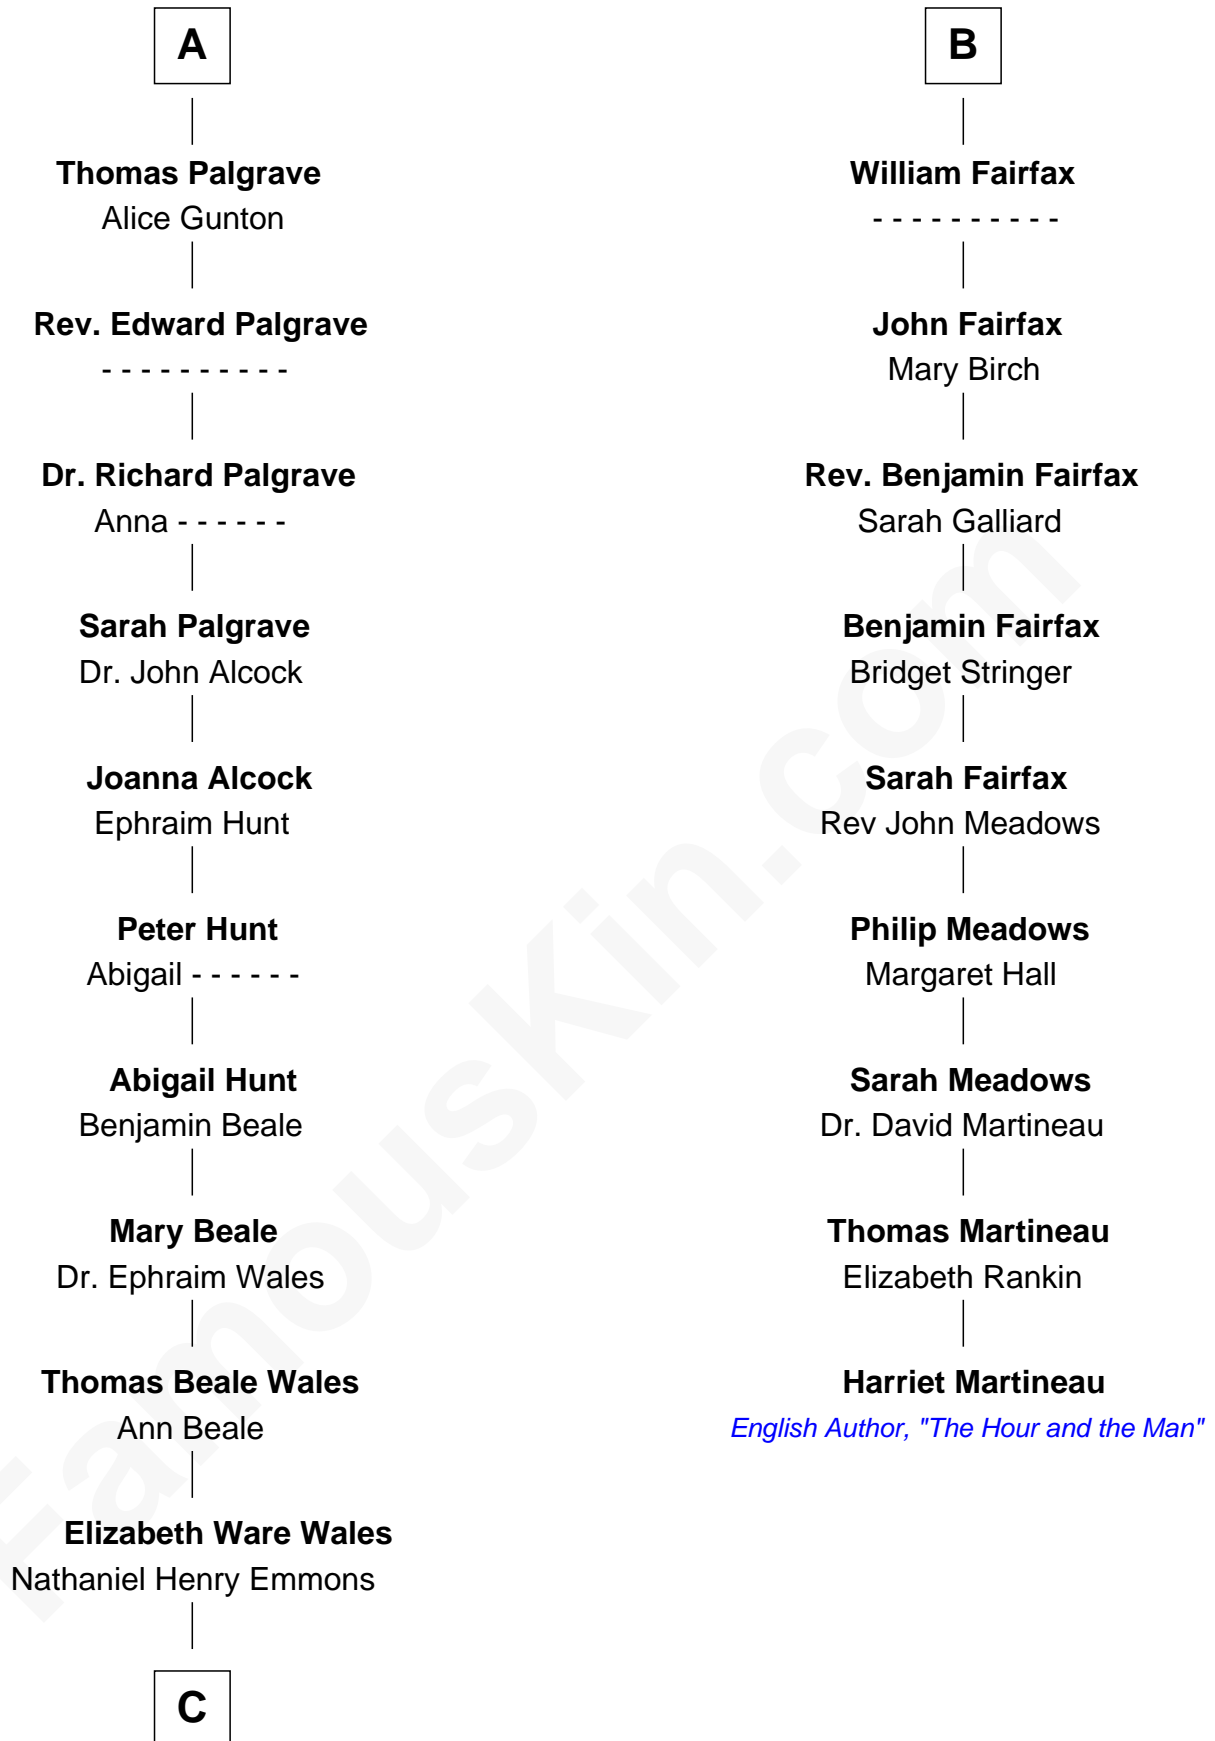 A
Thomas Palgrave
Alice Gunton
Rev. Edward Palgrave
- - - - - - - - - -
Dr. Richard Palgrave
Anna - - - - - -
Sarah Palgrave
Dr. John Alcock
Joanna Alcock
Ephraim Hunt
Peter Hunt
Abigail - - - - - -
Abigail Hunt
Benjamin Beale
Mary Beale
Dr. Ephraim Wales
Thomas Beale Wales
Ann Beale
Elizabeth Ware Wales
Nathaniel Henry Emmons
C
B
William Fairfax
- - - - - - - - - -
John Fairfax
Mary Birch
Rev. Benjamin Fairfax
Sarah Galliard
Benjamin Fairfax
Bridget Stringer
Sarah Fairfax
Rev John Meadows
Philip Meadows
Margaret Hall
Sarah Meadows
Dr. David Martineau
Thomas Martineau
Elizabeth Rankin
Harriet Martineau
English Author, "The Hour and the Man"
FamousKin.com